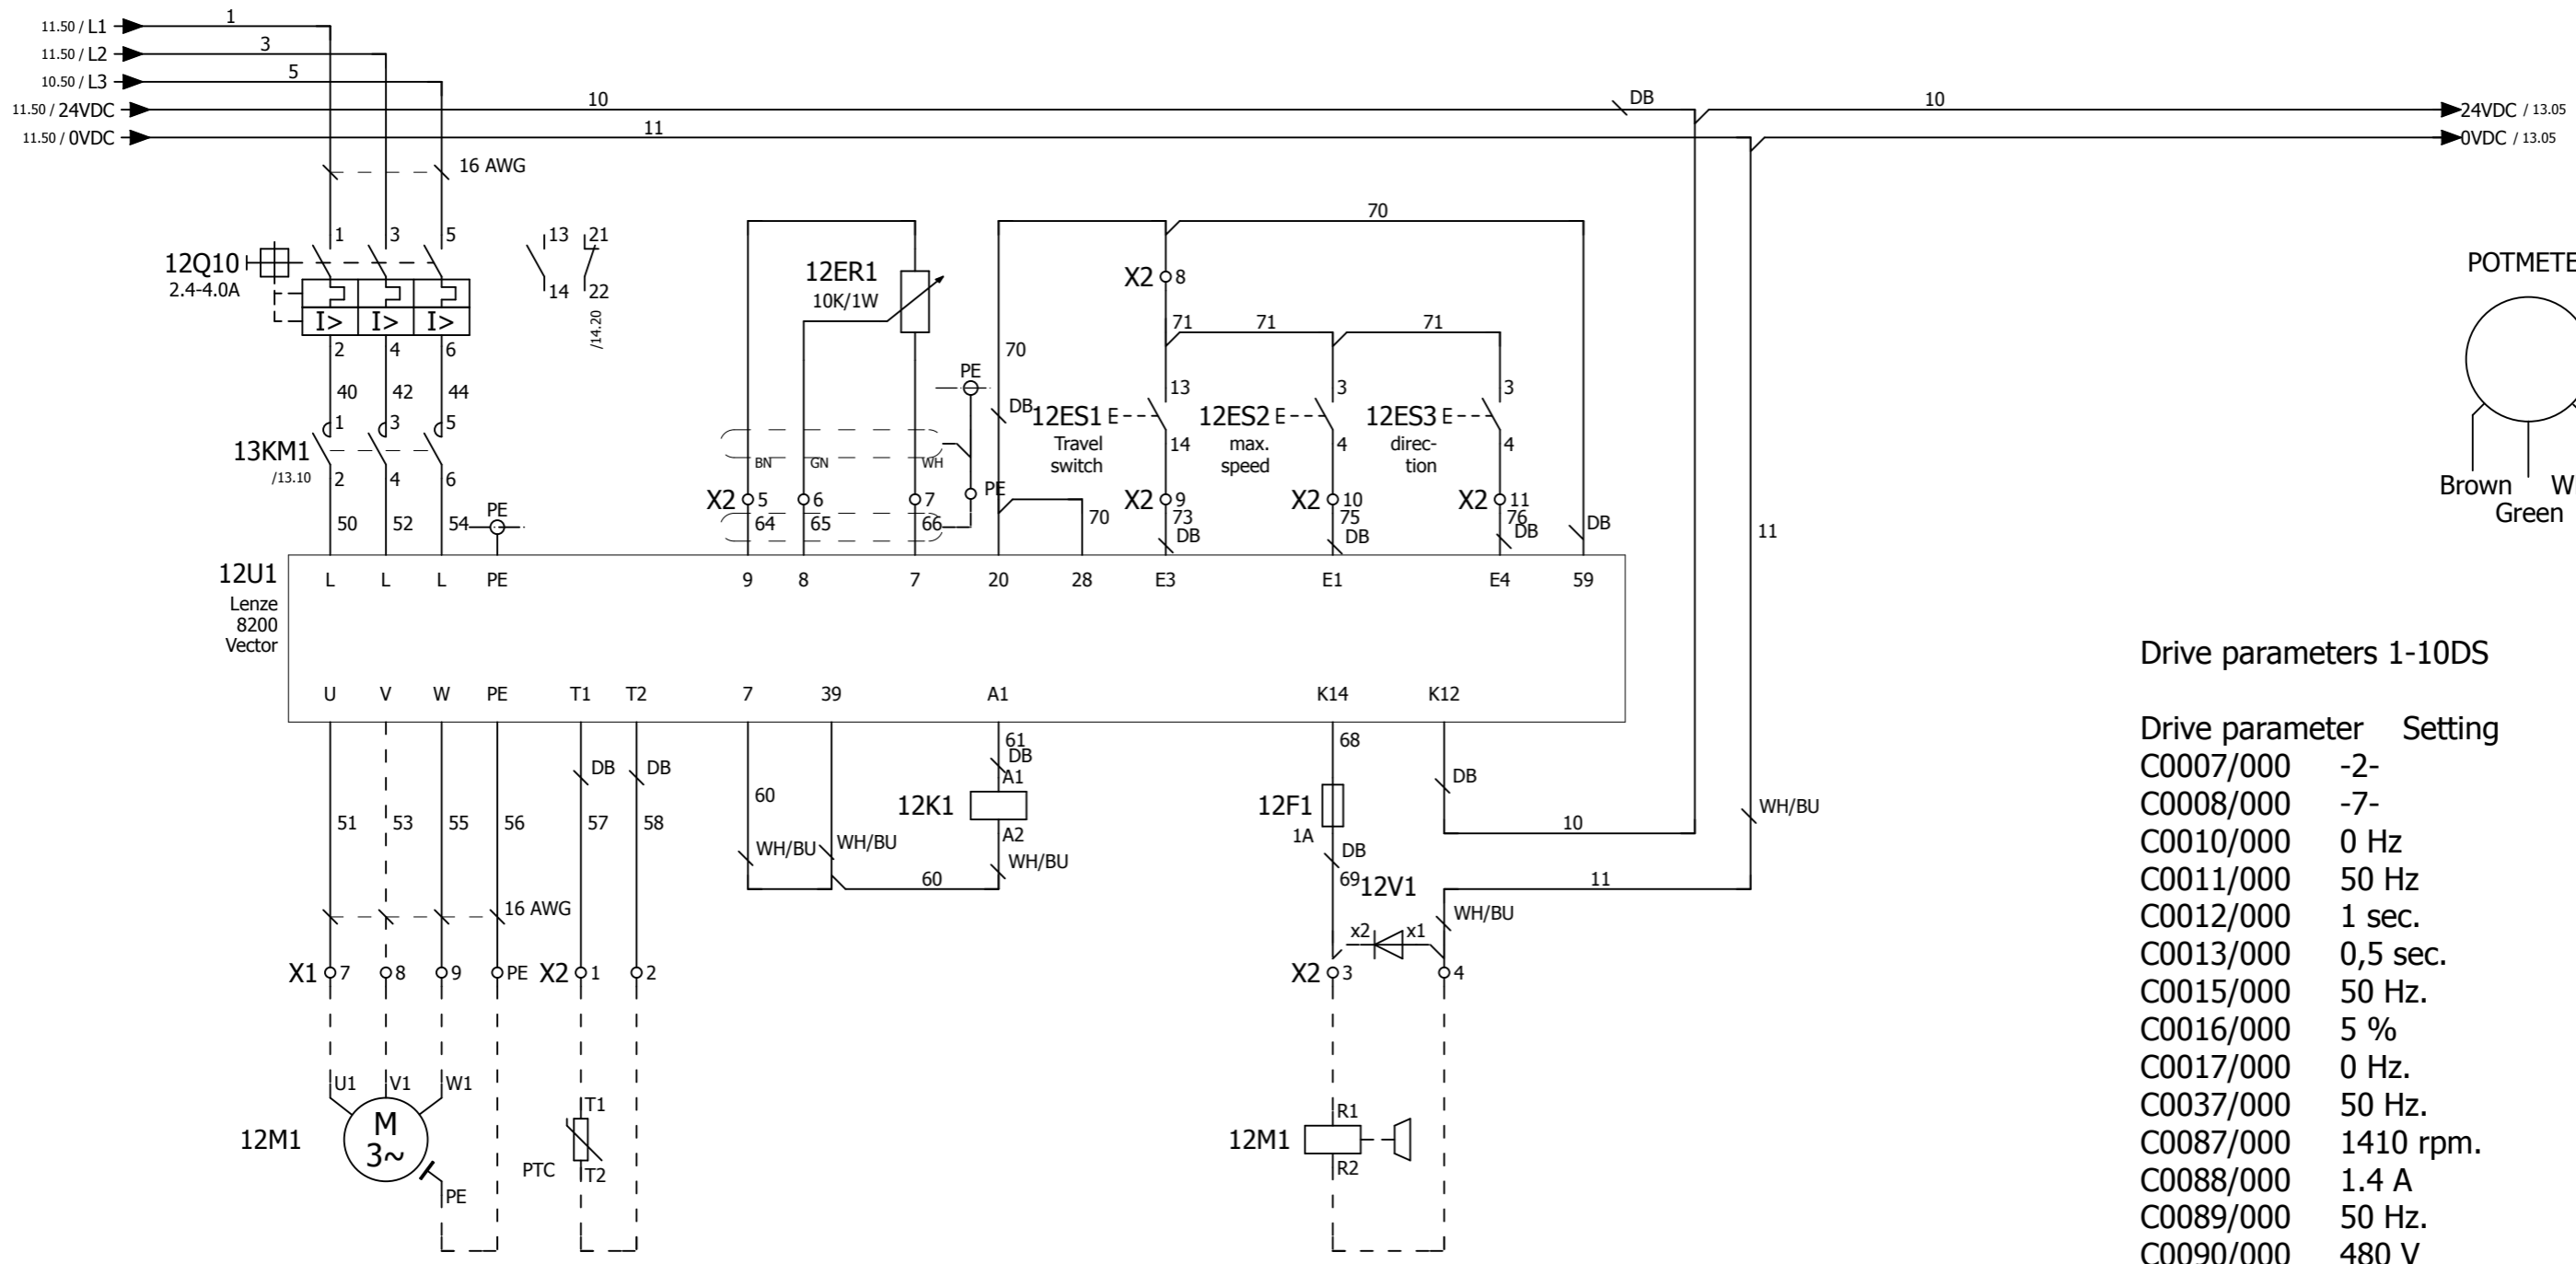 11.50 / L1 1
11.50 / L2 3
10.50 / L3 5
11.50 / 24VDC 10 DB 10 24VDC / 13.05
11.50 / 0VDC 11 0VDC / 13.05
16 AWG
70
1 3 5 13 21
12Q10
2.4-4.0A
14 22
/14.20
I> I> I>
2 4 6
12ER1
10K/1W
X2 8
POTMETE
71 71 71
70
PE
40 42 44
13 3 3
1 3 5
DB
12ES1 E 12ES2 E 12ES3 E
Travel switch
max. speed
direc-tion
14 4 4
13KM1
/13.10
2 4 6
BN GN WH
X2 5 6 7 PE
X2 9 X2 10 X2 11
Brown W
Green
50 52 54 PE
64 65 66 70 73 75 76
DB DB DB DB
11
12U1
Lenze
8200
Vector
L L L PE 9 8 7 20 28 E3 E1 E4 59
U V W PE T1 T2 7 39 A1 K14 K12
Drive parameters 1-10DS
Drive parameter Setting
C0007/000 -2-
C0008/000 -7-
C0010/000 0 Hz
C0011/000 50 Hz
C0012/000 1 sec.
C0013/000 0,5 sec.
C0015/000 50 Hz.
C0016/000 5 %
C0017/000 0 Hz.
C0037/000 50 Hz.
C0087/000 1410 rpm.
C0088/000 1.4 A
C0089/000 50 Hz.
C0090/000 480 V
61 68
DB
DB DB DB
A1
60 12K1 12F1
1A
WH/BU
51 53 55 56 57 58
A2
10
WH/BU WH/BU WH/BU DB
60 69 12V1 11
16 AWG
WH/BU
x2 x1
X1 7 8 9 PE X2 1 2 X2 3 4
U1 V1 W1
T1 R1
12M1
M
3~
PTC
T2
12M1
R2
PE